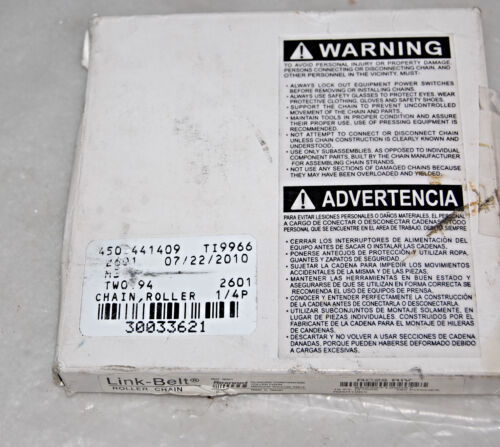 WARNING
TO AVOID PERSONAL INJURY OR PROPERTY DAMAGE,
PERSONS CONNECTING OR DISCONNECTING CHAIN, AND
OTHER PERSONNEL IN THE VICINITY, MUST:
• ALWAYS LOCK OUT EQUIPMENT POWER SWITCHES
BEFORE REMOVING OR INSTALLING CHAINS.
• ALWAYS USE SAFETY GLASSES TO PROTECT EYES. WEAR
PROTECTIVE CLOTHING, GLOVES AND SAFETY SHOES.
• SUPPORT THE CHAIN TO PREVENT UNCONTROLLED
MOVEMENT OF THE CHAIN AND PARTS.
• MAINTAIN TOOLS IN PROPER CONDITION AND ASSURE
THEIR PROPER USE. USE OF PRESSING EQUIPMENT IS
RECOMMENDED.
• NOT ATTEMPT TO CONNECT OR DISCONNECT CHAIN
UNLESS CHAIN CONSTRUCTION IS CLEARLY KNOWN AND
UNDERSTOOD.
• USE ONLY SUBASSEMBLIES, AS OPPOSED TO INDIVIDUAL
COMPONENT PARTS, BUILT BY THE CHAIN MANUFACTURER
FOR ASSEMBLING CHAIN STRANDS.
• NOT USE ANY SECTIONS OF DAMAGED CHAINS BECAUSE
THEY MAY HAVE BEEN OVERLOADED AND YIELDED.
ADVERTENCIA
PARA EVITAR LESIONES PERSONALES O DAÑOS MATERIALES, EL PERSONAL
A CARGO DE CONECTAR O DESCONECTAR CADENAS Y TODO EL
PERSONAL EN EL AREA DE TRABAJO, DEBERÁ:
• CERRAR LOS INTERRUPTORES DE ALIMENTACIÓN DEL EQUIPO
ANTES DE SACAR O INSTALAR LAS CADENAS.
• PONERSE ANTEOJOS DE PROTECCIÓN Y UTILIZAR ROPA,
GUANTES Y ZAPATOS DE SEGURIDAD.
• SUJETAR LA CADENA PARA IMPEDIR LOS MOVIMIENTOS
ACCIDENTALES DE LA MISMA Y DE LAS PIEZAS.
• MANTENER LAS HERRAMIENTAS EN BUEN ESTADO Y
ASEGURARSE DE QUE SE UTILIZAN EN FORMA CORRECTA. SE
RECOMIENDA EL USO DE EQUIPOS DE PRENSA.
• CONOCER Y ENTENDER PERFECTAMENTE LA CONSTRUCCIÓN
DE LA CADENA ANTES DE CONECTARLA O DESCONECTARLA.
• UTILIZAR SUBCONJUNTOS DE MONTAJE SOLAMENTE, EN
LUGAR DE PIEZAS INDIVIDUALES, CONSTRUIDOS POR EL
FABRICANTE DE LA CADENA PARA EL MONTAJE DE HILERAS DE
CADENAS.
• DESCARTAR Y NO VOLVER A USAR SECCIONES DE CADENA
DAÑADAS, PORQUE PUEDEN HABERSE DEFORMADO DEBIDO
A CARGAS EXCESIVAS.
450 441409 TI9966
2601 07/22/2010
TWO 94 2601
CHAIN,ROLLER 1/4P
30033621
Link-Belt®
ROLLER CHAIN
Rexnord